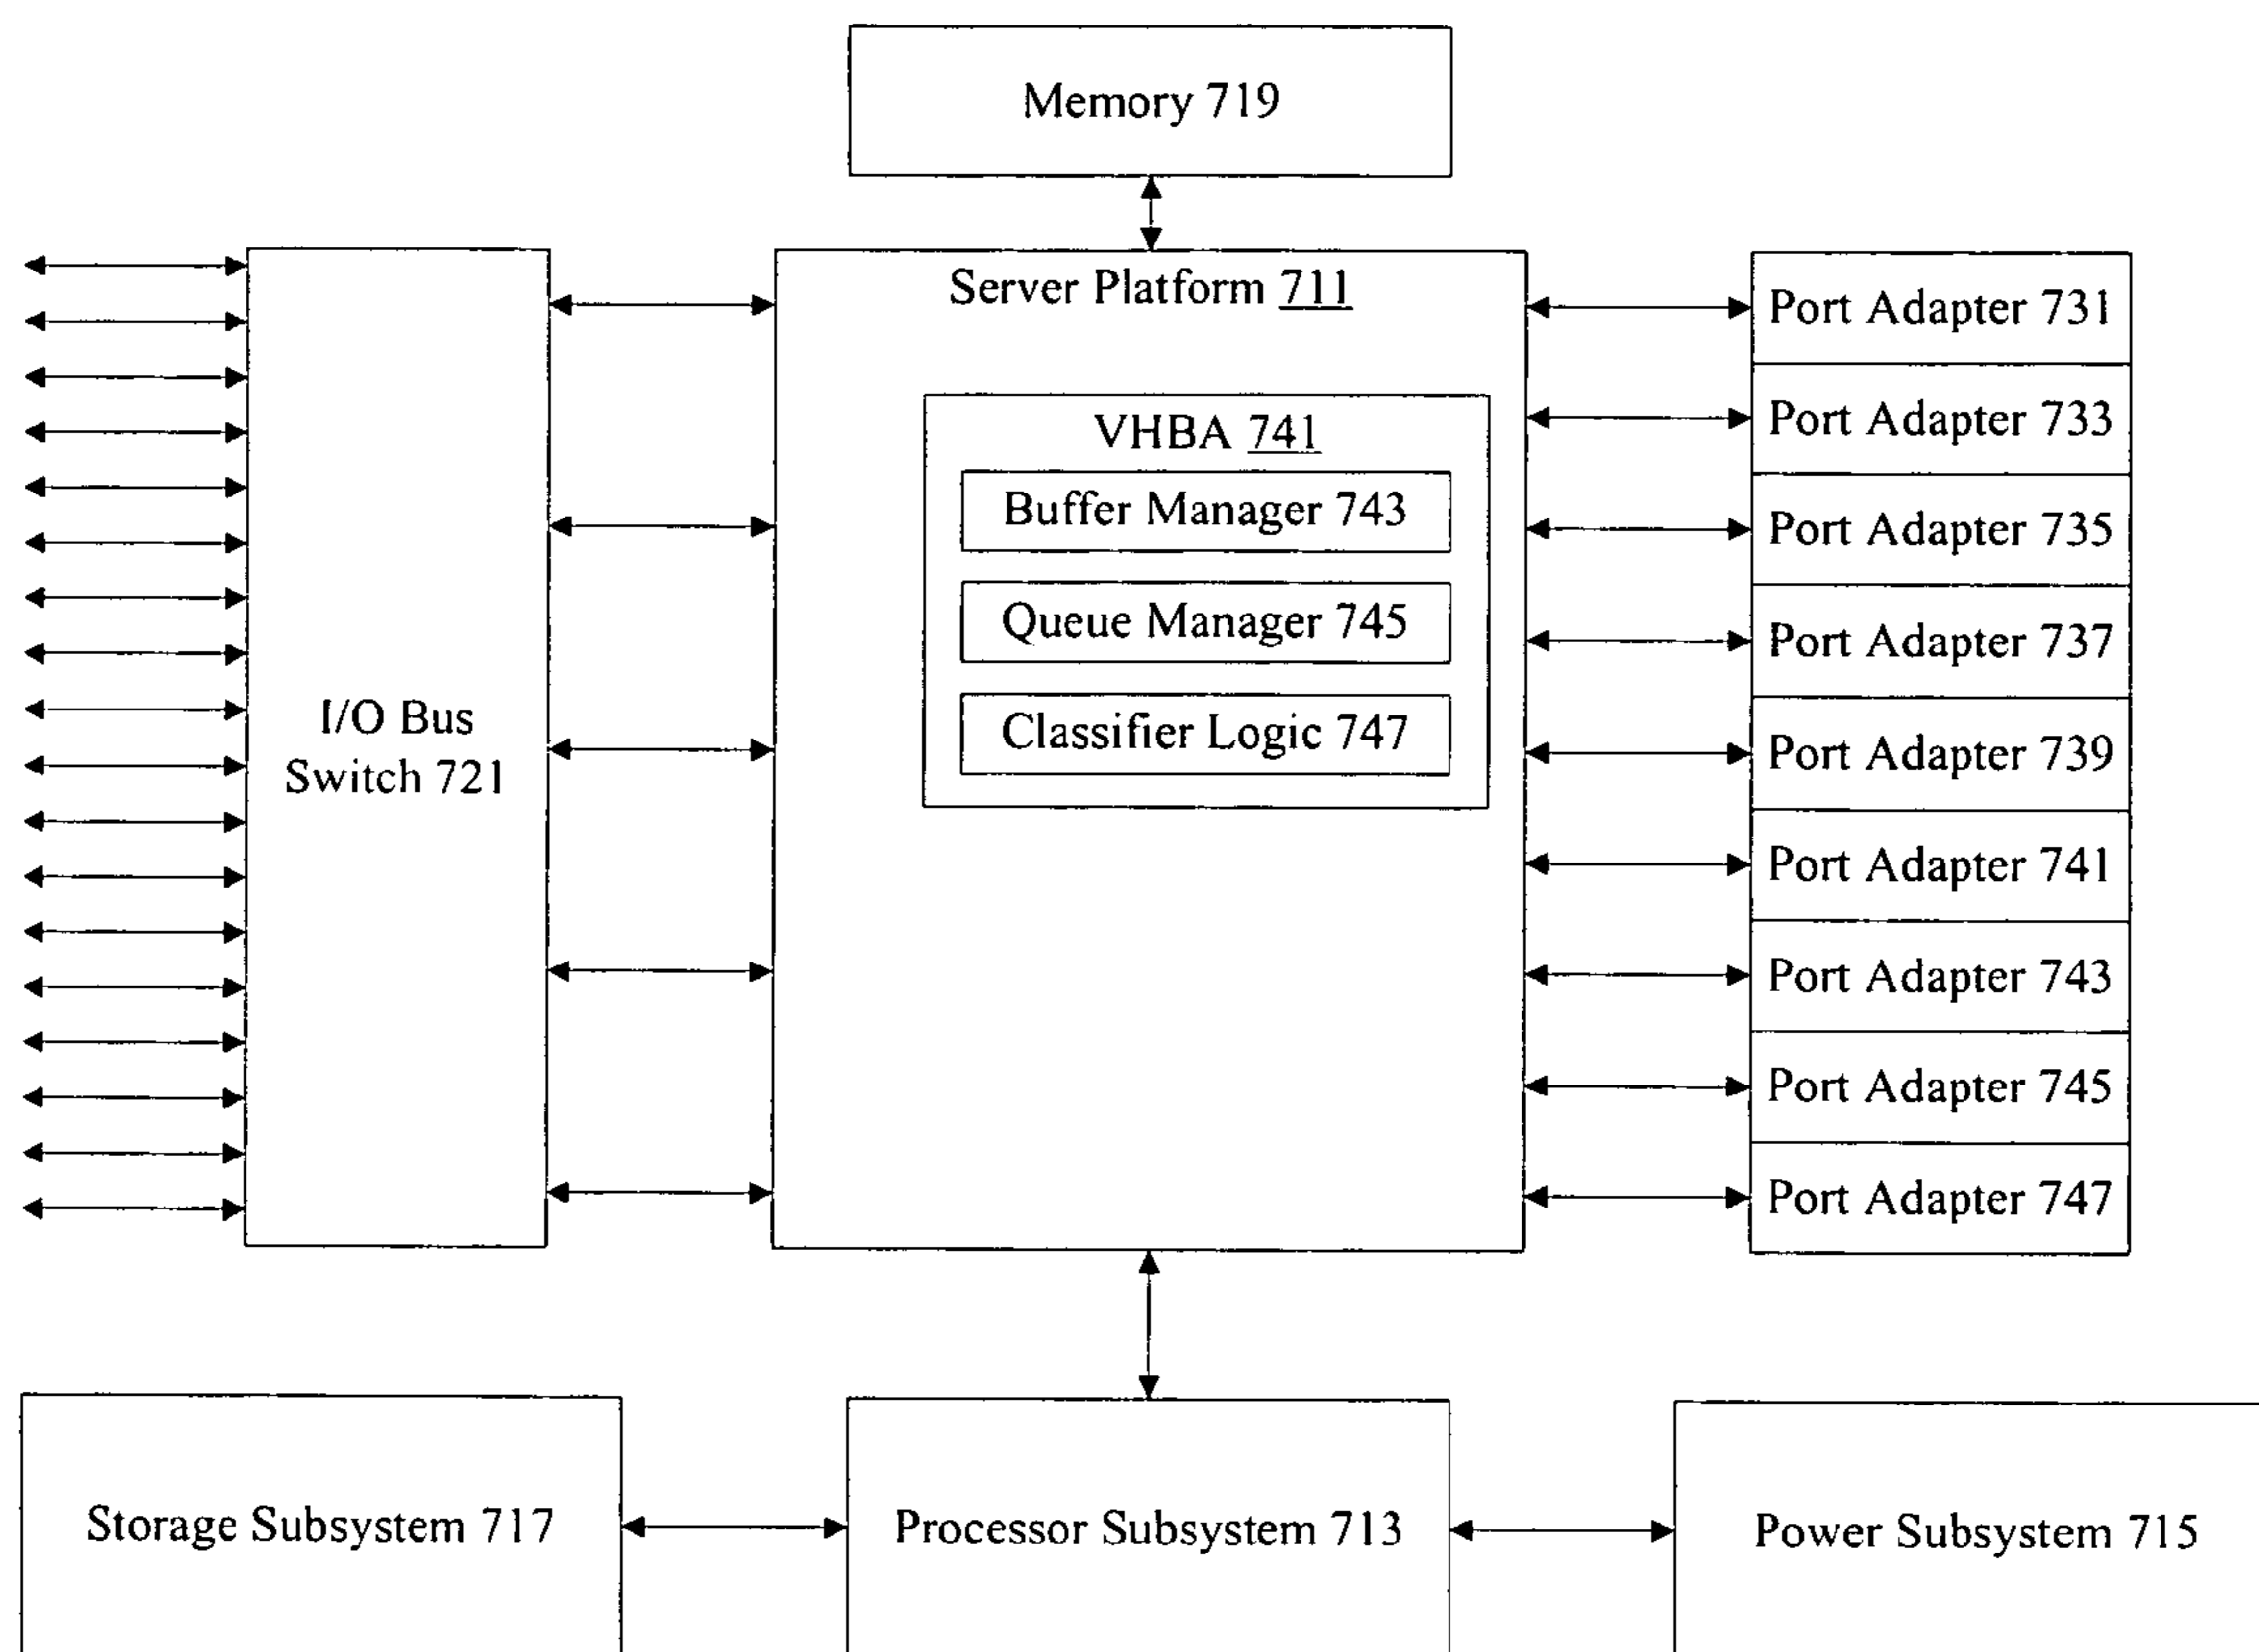 Memory 719
Server Platform 711
VHBA 741
Buffer Manager 743
Queue Manager 745
Classifier Logic 747
I/O Bus
Switch 721
Port Adapter 731
Port Adapter 733
Port Adapter 735
Port Adapter 737
Port Adapter 739
Port Adapter 741
Port Adapter 743
Port Adapter 745
Port Adapter 747
Storage Subsystem 717
Processor Subsystem 713
Power Subsystem 715